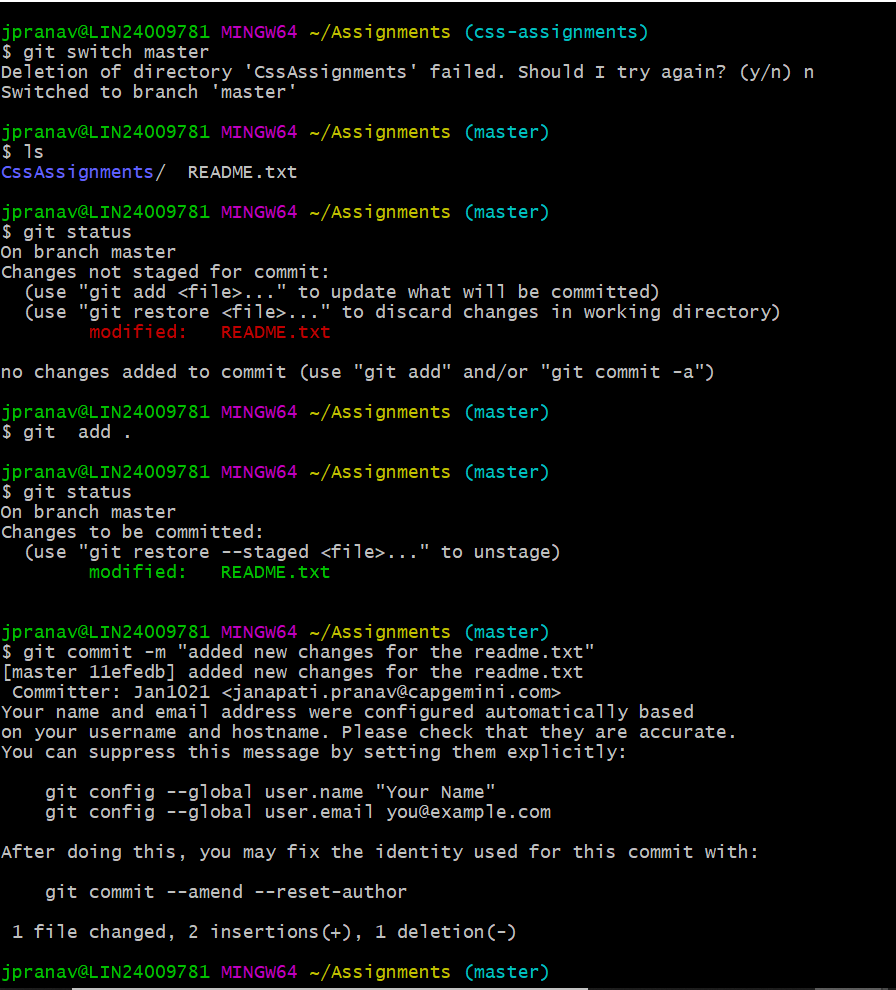 jpranav@LIN24009781 MINGW64 ~/Assignments (css-assignments)
$ git switch master
Deletion of directory 'CssAssignments' failed. Should I try again? (y/n) n
Switched to branch 'master'
jpranav@LIN24009781 MINGW64 ~/Assignments (master)
$ ls
CssAssignments/  README.txt
jpranav@LIN24009781 MINGW64 ~/Assignments (master)
$ git status
On branch master
Changes not staged for commit:
  (use "git add <file>..." to update what will be committed)
  (use "git restore <file>..." to discard changes in working directory)
        modified:   README.txt
no changes added to commit (use "git add" and/or "git commit -a")
jpranav@LIN24009781 MINGW64 ~/Assignments (master)
$ git  add .
jpranav@LIN24009781 MINGW64 ~/Assignments (master)
$ git status
On branch master
Changes to be committed:
  (use "git restore --staged <file>..." to unstage)
        modified:   README.txt
jpranav@LIN24009781 MINGW64 ~/Assignments (master)
$ git commit -m "added new changes for the readme.txt"
[master 11efedb] added new changes for the readme.txt
 Committer: Jan1021 <janapati.pranav@capgemini.com>
Your name and email address were configured automatically based
on your username and hostname. Please check that they are accurate.
You can suppress this message by setting them explicitly:
    git config --global user.name "Your Name"
    git config --global user.email you@example.com
After doing this, you may fix the identity used for this commit with:
    git commit --amend --reset-author
 1 file changed, 2 insertions(+), 1 deletion(-)
jpranav@LIN24009781 MINGW64 ~/Assignments (master)